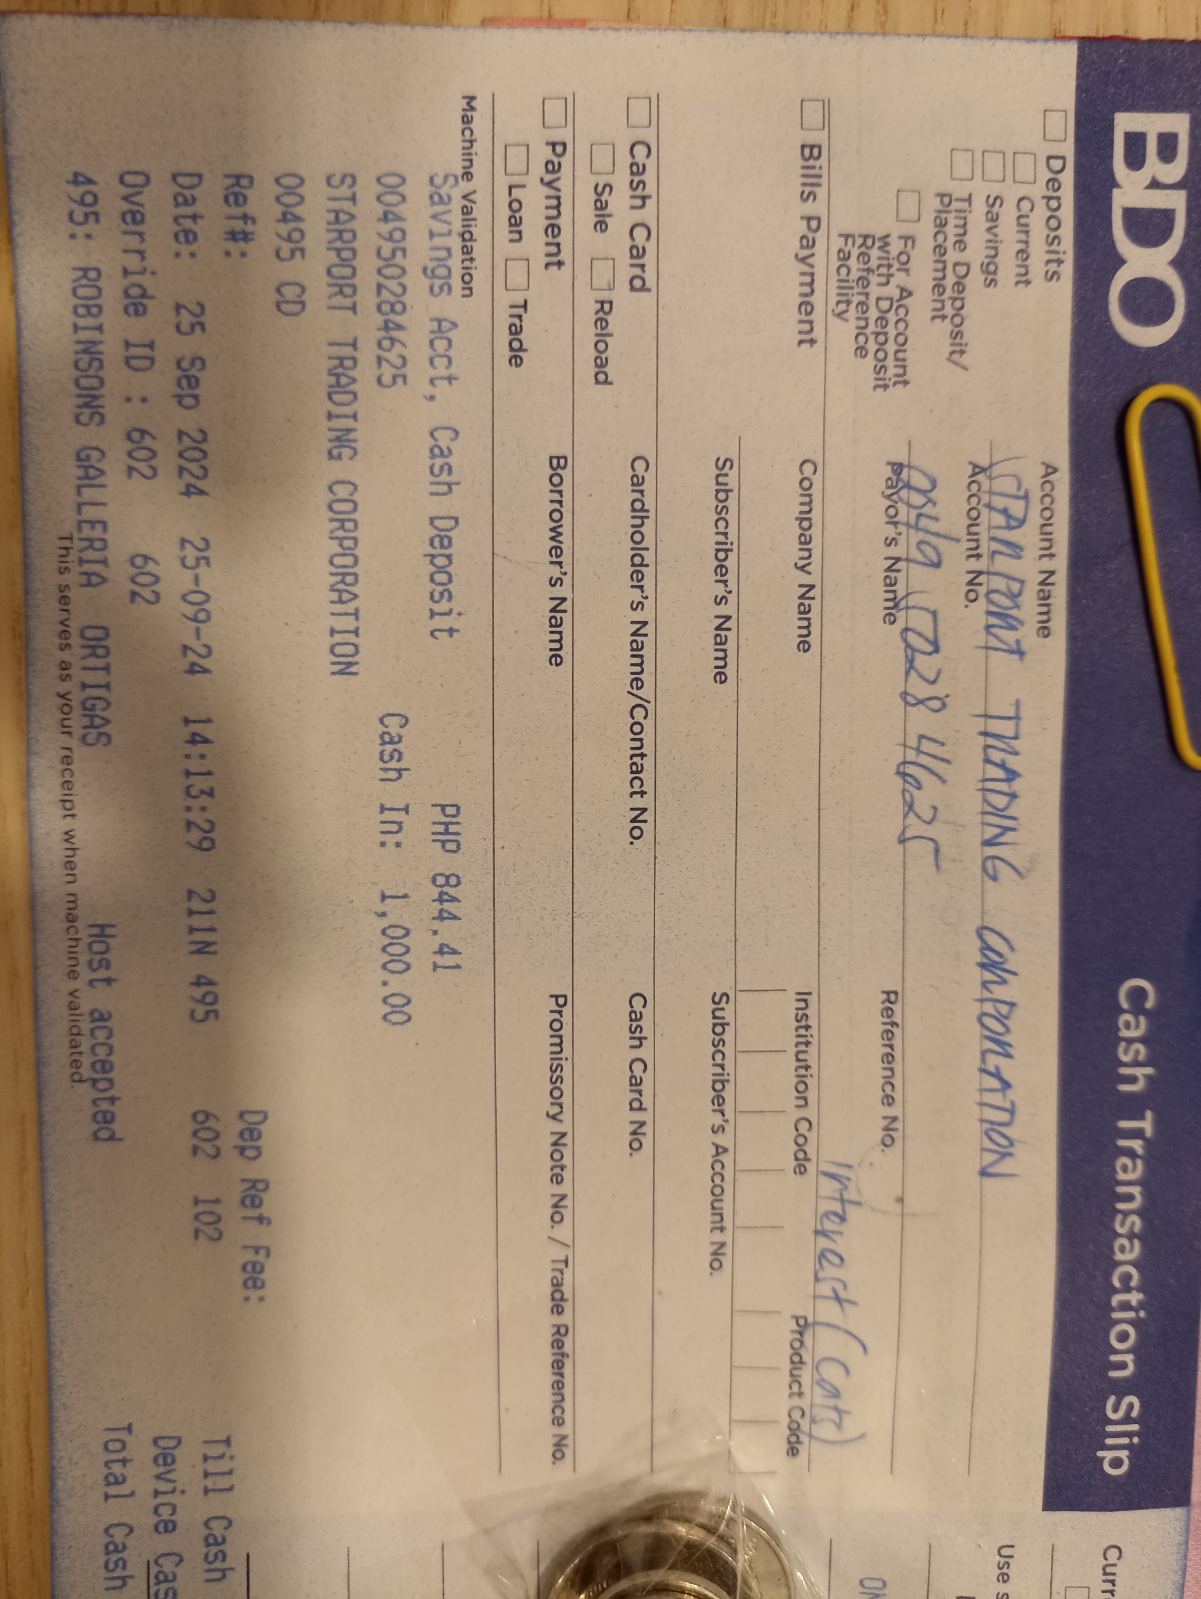 BDO
Cash Transaction Slip
Deposits
Current
Savings
Time Deposit/
Placement
For Account
with Deposit
Reference
Facility
Account Name
STARPORT TRADING CORPORATION
Account No.
0049 5028 4625
Payor's Name
Reference No.
Interest (Cats)
Bills Payment
Company Name
Institution Code
Product Code
Subscriber's Name
Subscriber's Account No.
Cash Card
Sale
Reload
Cardholder's Name/Contact No.
Cash Card No.
Payment
Loan
Trade
Borrower's Name
Promissory Note No. / Trade Reference No.
Machine Validation
Savings Acct, Cash Deposit PHP 844.41
004950284625 Cash In: 1,000.00
STARPORT TRADING CORPORATION
00495 CD
Ref#: Dep Ref Fee:
Date: 25 Sep 2024 25-09-24 14:13:29 211N 495 602 102 Till Cash
Override ID : 602 602 Device
495: ROBINSONS GALLERIA ORTIGAS Host accepted Total Cash
This serves as your receipt when machine validated.
Use